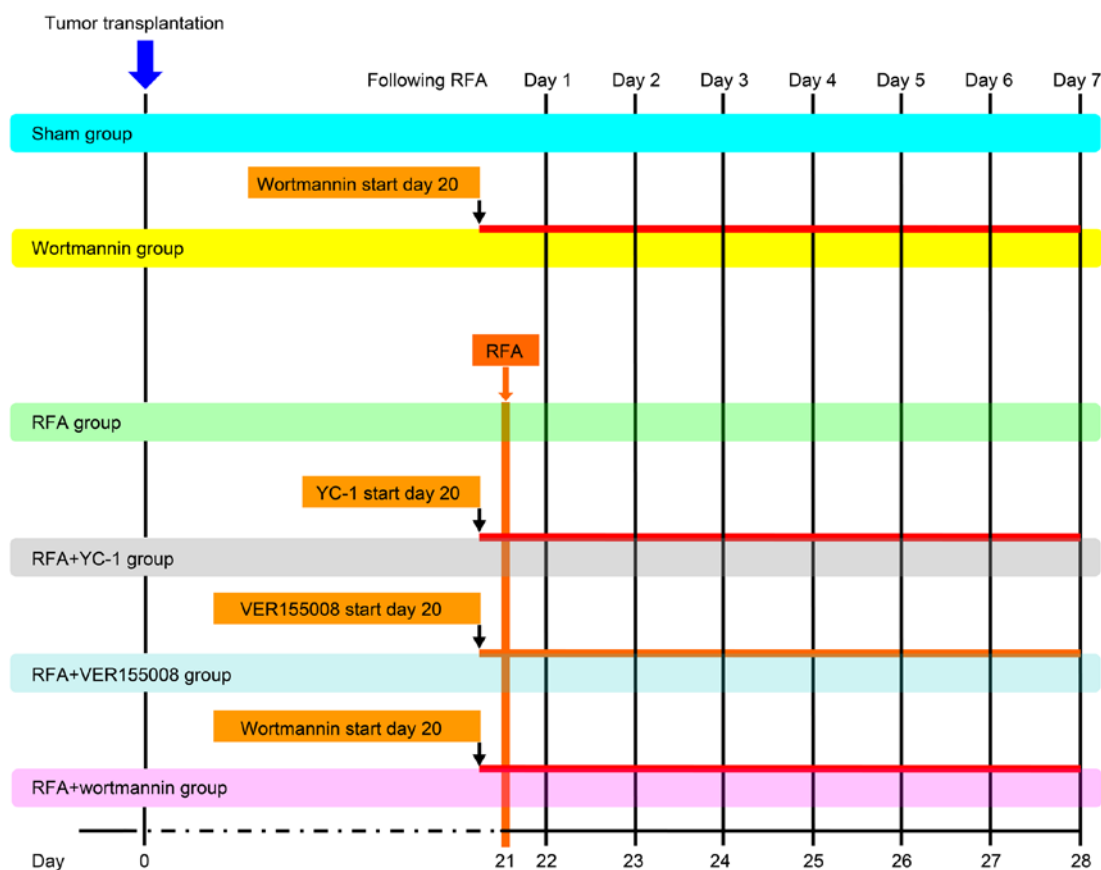 Tumor transplantation
Following RFA Day 1 Day 2 Day 3 Day 4 Day 5 Day 6 Day 7
Sham group
Wortmannin start day 20
Wortmannin group
RFA
RFA group
YC-1 start day 20
RFA+YC-1 group
VER155008 start day 20
RFA+VER155008 group
Wortmannin start day 20
RFA+wortmannin group
Day 0 21 22 23 24 25 26 27 28